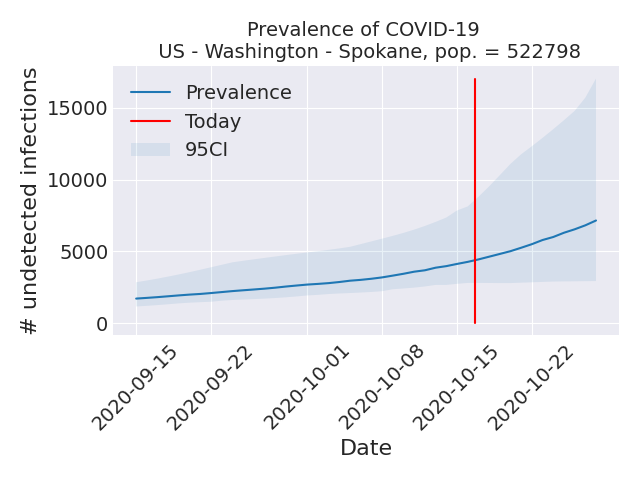 Prevalence of COVID-19
US - Washington - Spokane, pop. = 522798
# undetected infections
15000
10000
5000
0
Prevalence
Today
95CI
2020-09-15
2020-09-22
2020-10-01
2020-10-08
2020-10-15
2020-10-22
Date